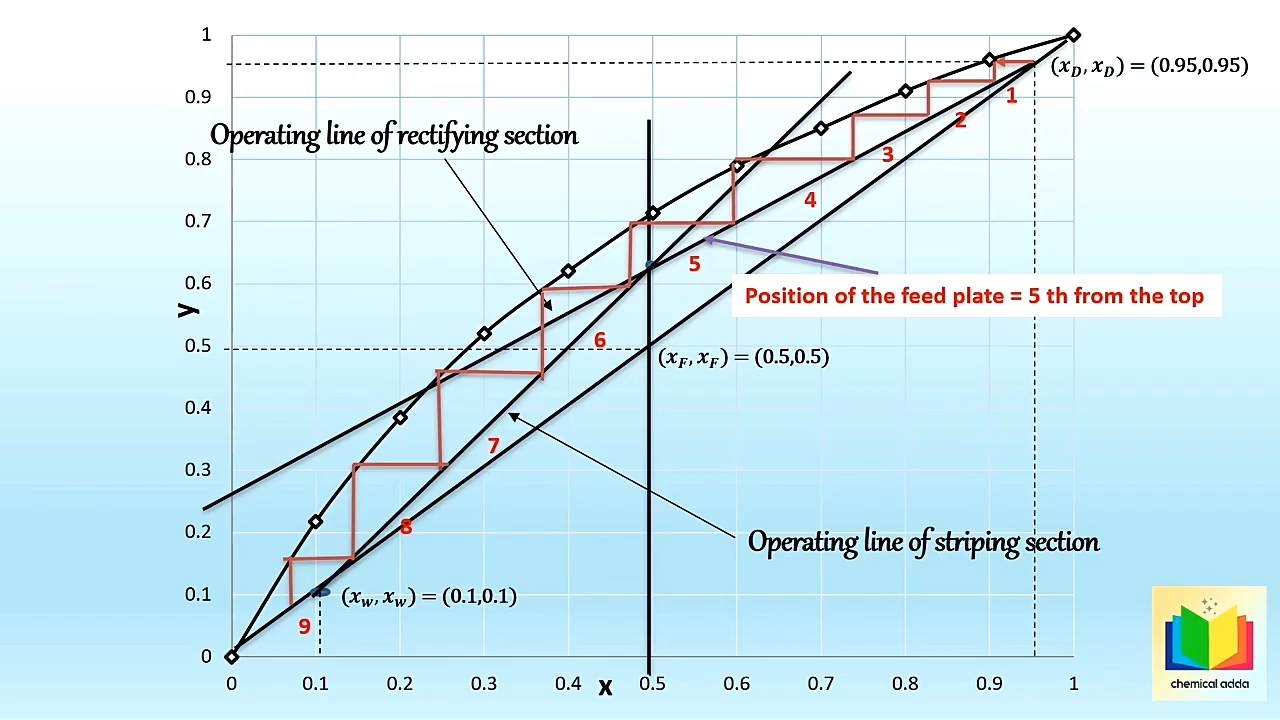 1
(x_D, x_D) = (0.95,0.95)
0.9
1
2
Operating line of rectifying section
0.8
3
4
0.7
5
0.6
Position of the feed plate = 5 th from the top
y
6
0.5
(x_F, x_F) = (0.5,0.5)
0.4
7
0.3
8
0.2
Operating line of striping section
0.1
(x_w, x_w) = (0.1,0.1)
9
0
0 0.1 0.2 0.3 0.4 x 0.5 0.6 0.7 0.8 0.9 1
chemical adda